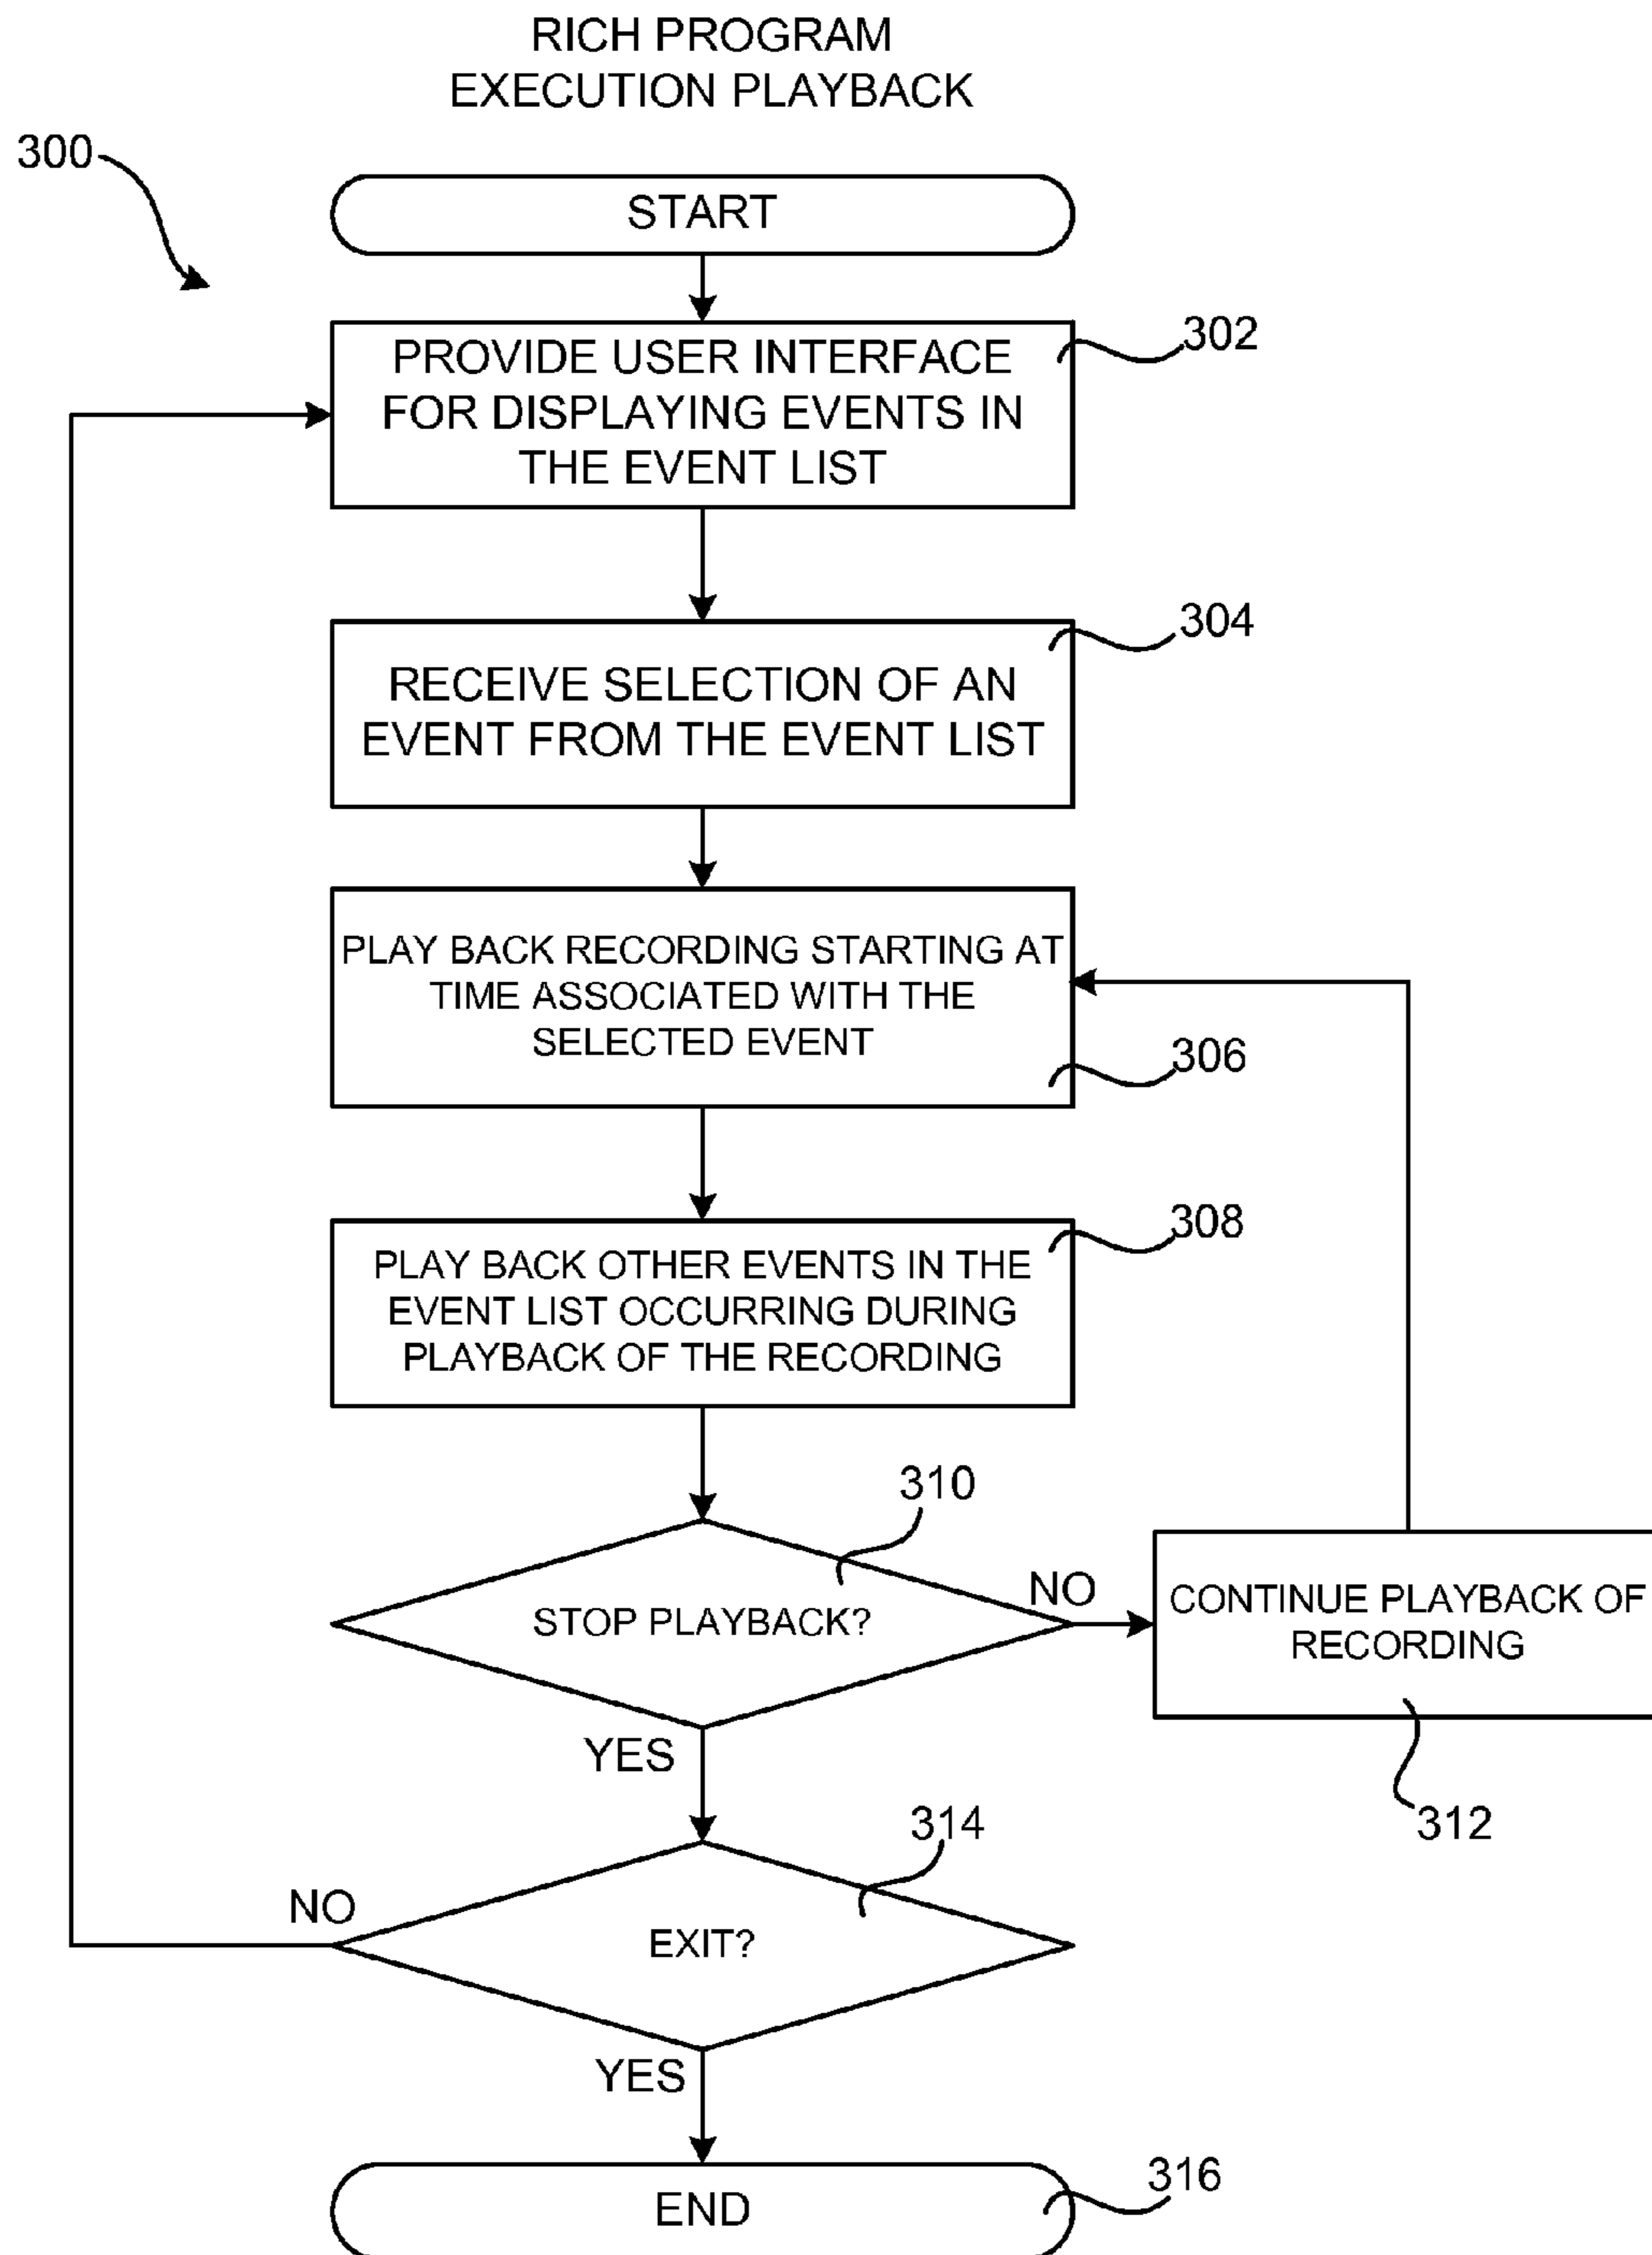 RICH PROGRAM
EXECUTION PLAYBACK
300
START
302
PROVIDE USER INTERFACE
FOR DISPLAYING EVENTS IN
THE EVENT LIST
304
RECEIVE SELECTION OF AN
EVENT FROM THE EVENT LIST
PLAY BACK RECORDING STARTING AT
TIME ASSOCIATED WITH THE
SELECTED EVENT
306
308
PLAY BACK OTHER EVENTS IN THE
EVENT LIST OCCURRING DURING
PLAYBACK OF THE RECORDING
310
STOP PLAYBACK?
NO
CONTINUE PLAYBACK OF
RECORDING
312
YES
314
NO
EXIT?
YES
316
END